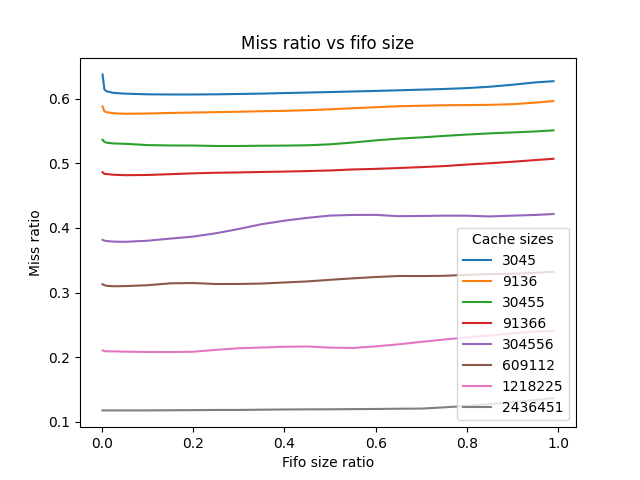 Miss ratio vs fifo size
Miss ratio
0.6
0.5
0.4
0.3
0.2
0.1
Cache sizes
3045
9136
30455
91366
304556
609112
1218225
2436451
0.0 0.2 0.4 0.6 0.8 1.0
Fifo size ratio